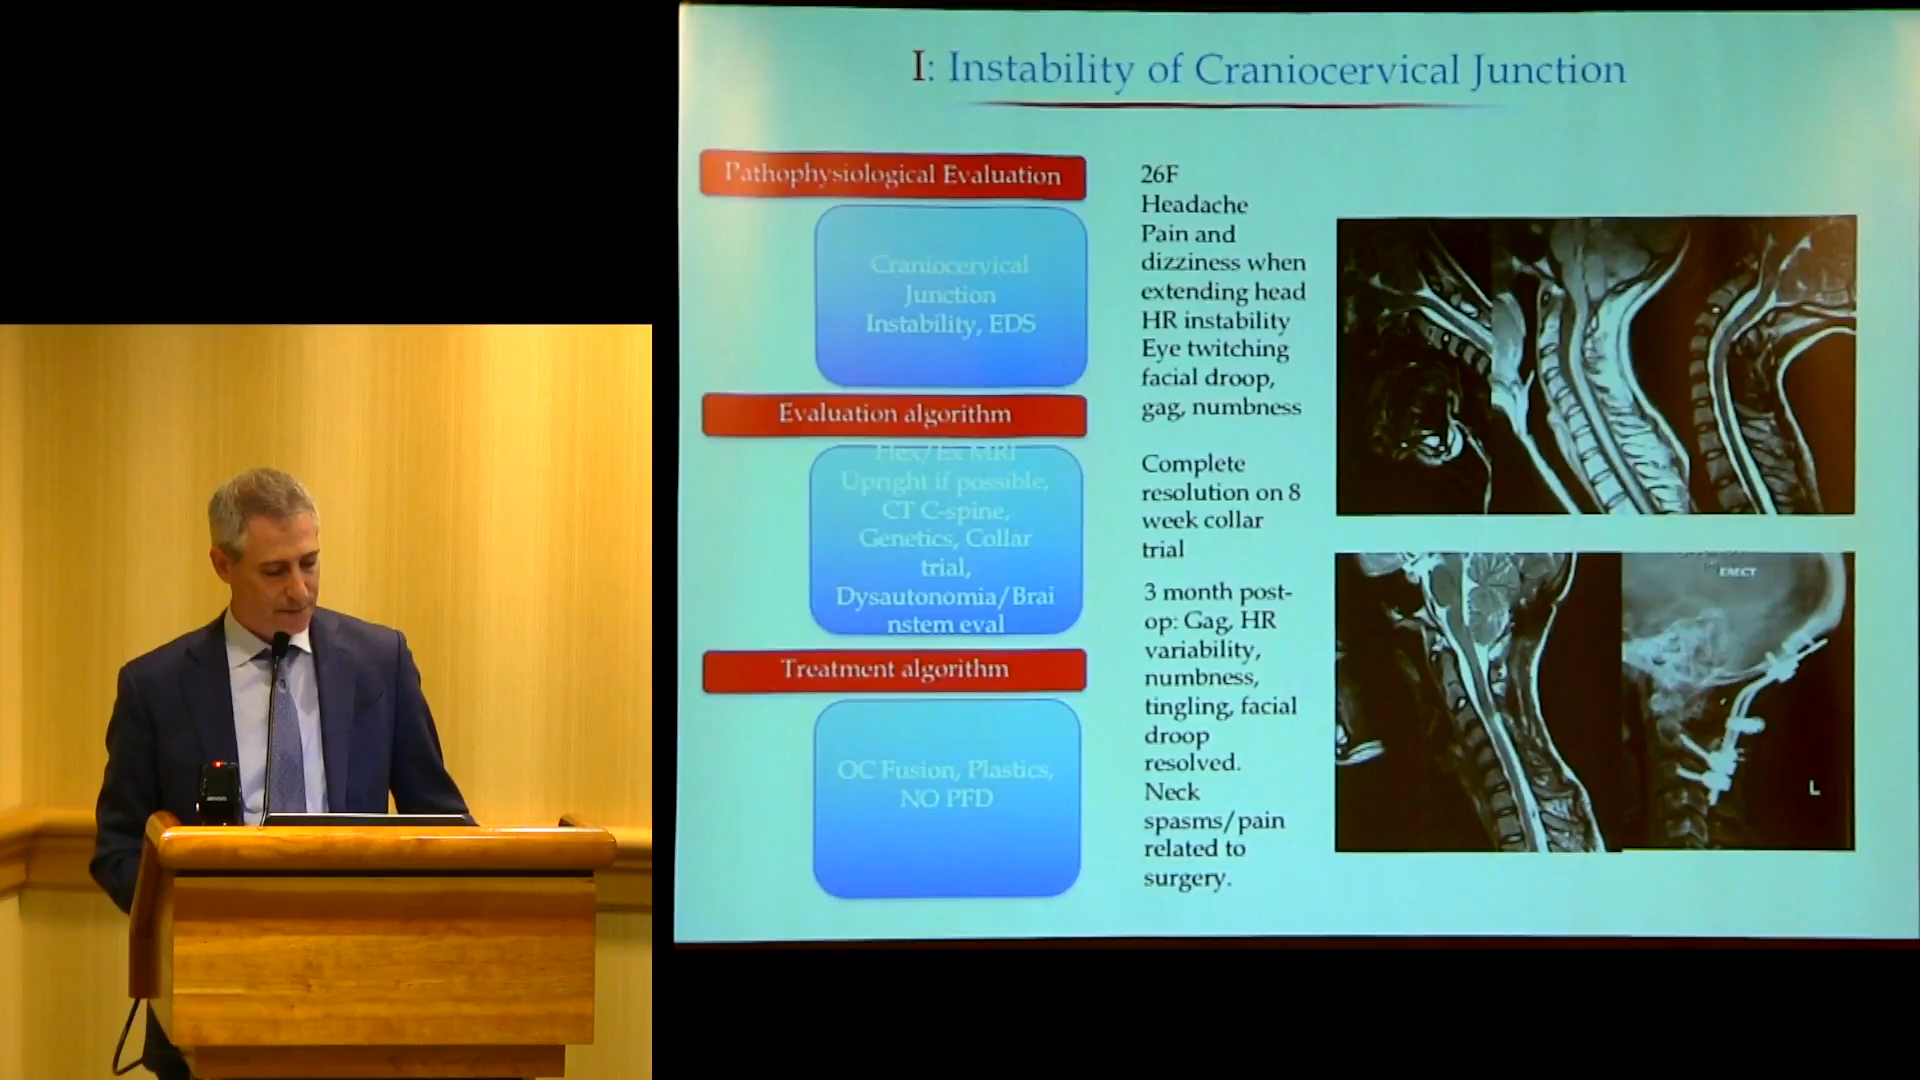 I: Instability of Craniocervical Junction
Pathophysiological Evaluation
Craniocervical
Junction
Instability, EDS
Evaluation algorithm
Flex/Ex MRI
Upright if possible,
CT C-spine,
Genetics, Collar
trial,
Dysautonomia/Brai
nstem eval
Treatment algorithm
OC Fusion, Plastics,
NO PFD
26F
Headache
Pain and
dizziness when
extending head
HR instability
Eye twitching
facial droop,
gag, numbness
Complete
resolution on 8
week collar
trial
3 month post-
op: Gag, HR
variability,
numbness,
tingling, facial
droop
resolved.
Neck
spasms/pain
related to
surgery.
ERECT
L